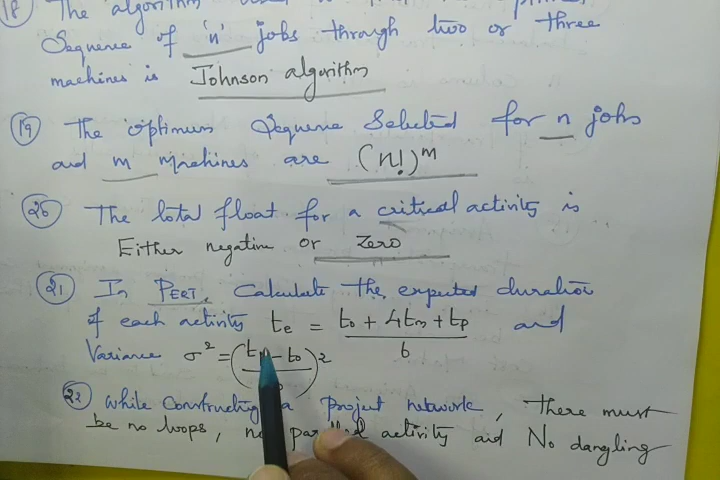 18 The algorithm
Sequence of 'n' jobs through two or three
machines is Johnson algorithm
19 The optimum Sequence Selected for n jobs
and m machines are (n!)^m
20 The total float for a critical activity is
Either negative or Zero
21 In PERT, Calculate the expected duration
of each activity te = to + 4tm + tp / 6 and
Variance σ² = ( - to )2
22 While Constructing a project network, There must
be no loops, no parallel activity and No dangling